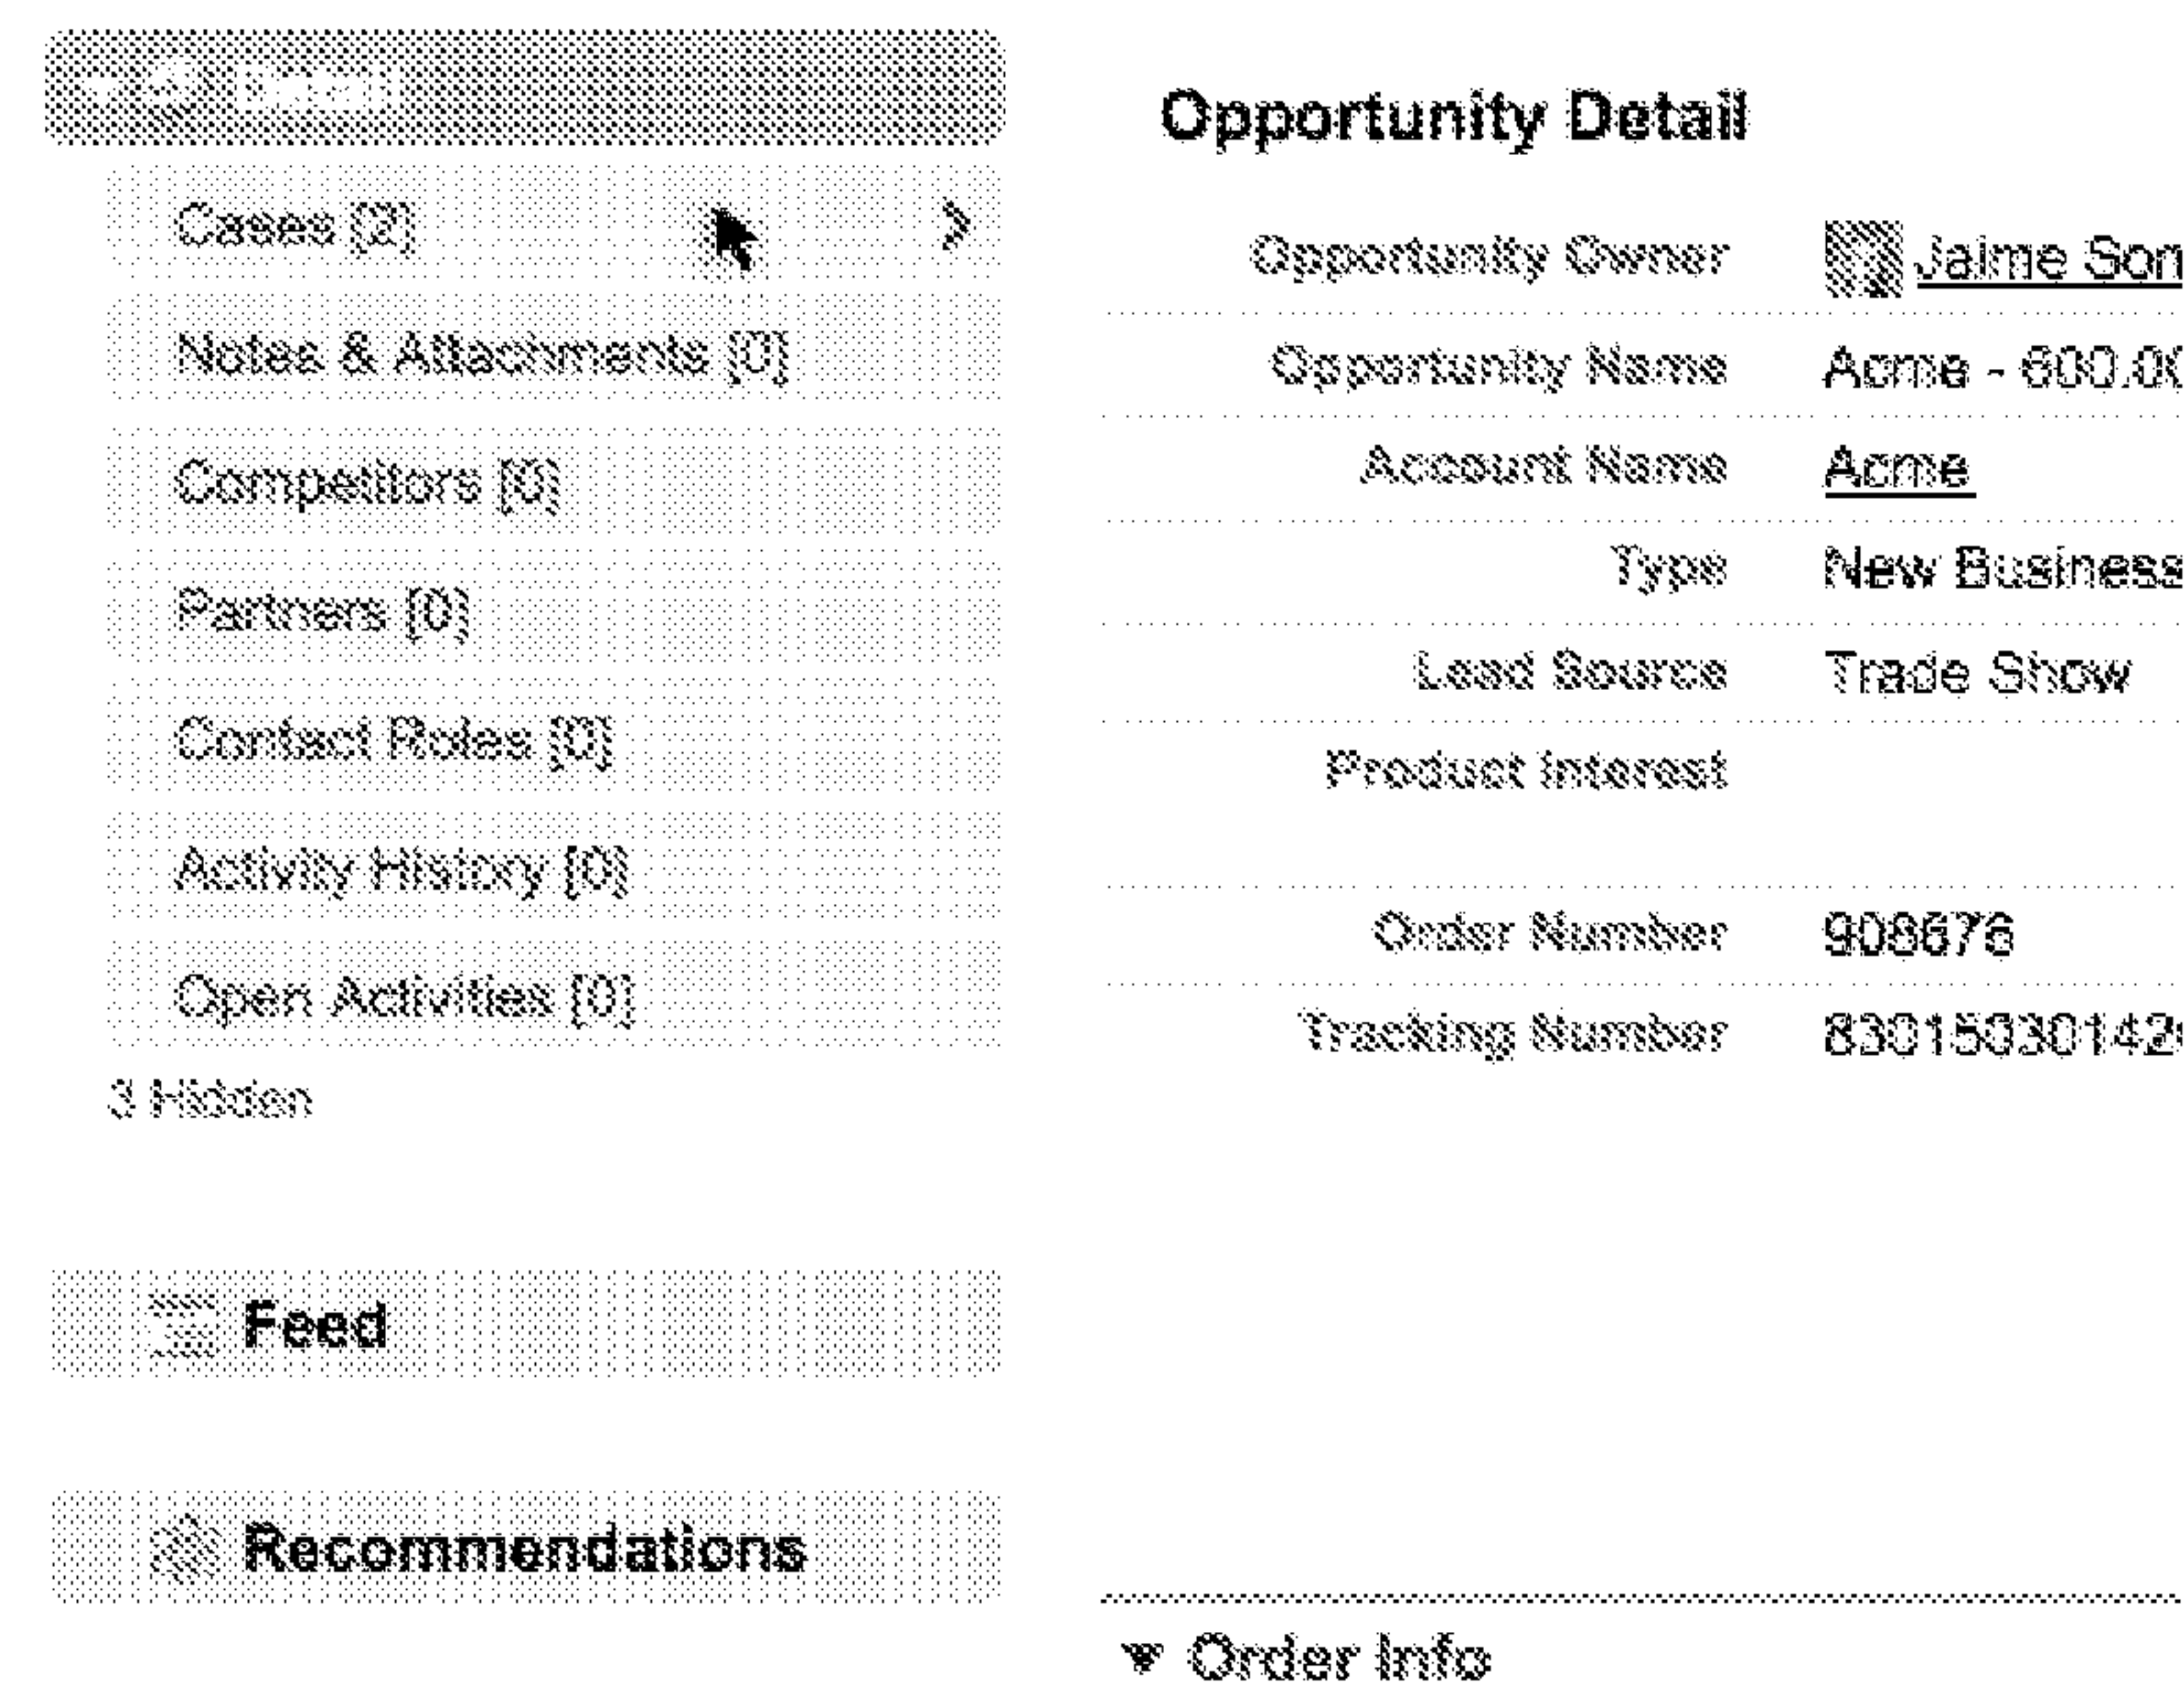 Detail
Cases [2]
Notes & Attachments [0]
Competitors [0]
Partners [0]
Contact Roles [0]
Activity History [0]
Open Activities [0]
3 Hidden
Feed
Recommendations
Opportunity Detail
Opportunity Owner Jaime Son
Opportunity Name Acme - 600.00
Account Name Acme
Type New Business
Lead Source Trade Show
Product Interest
Order Number 908676
Tracking Number 83015030142
Order Info